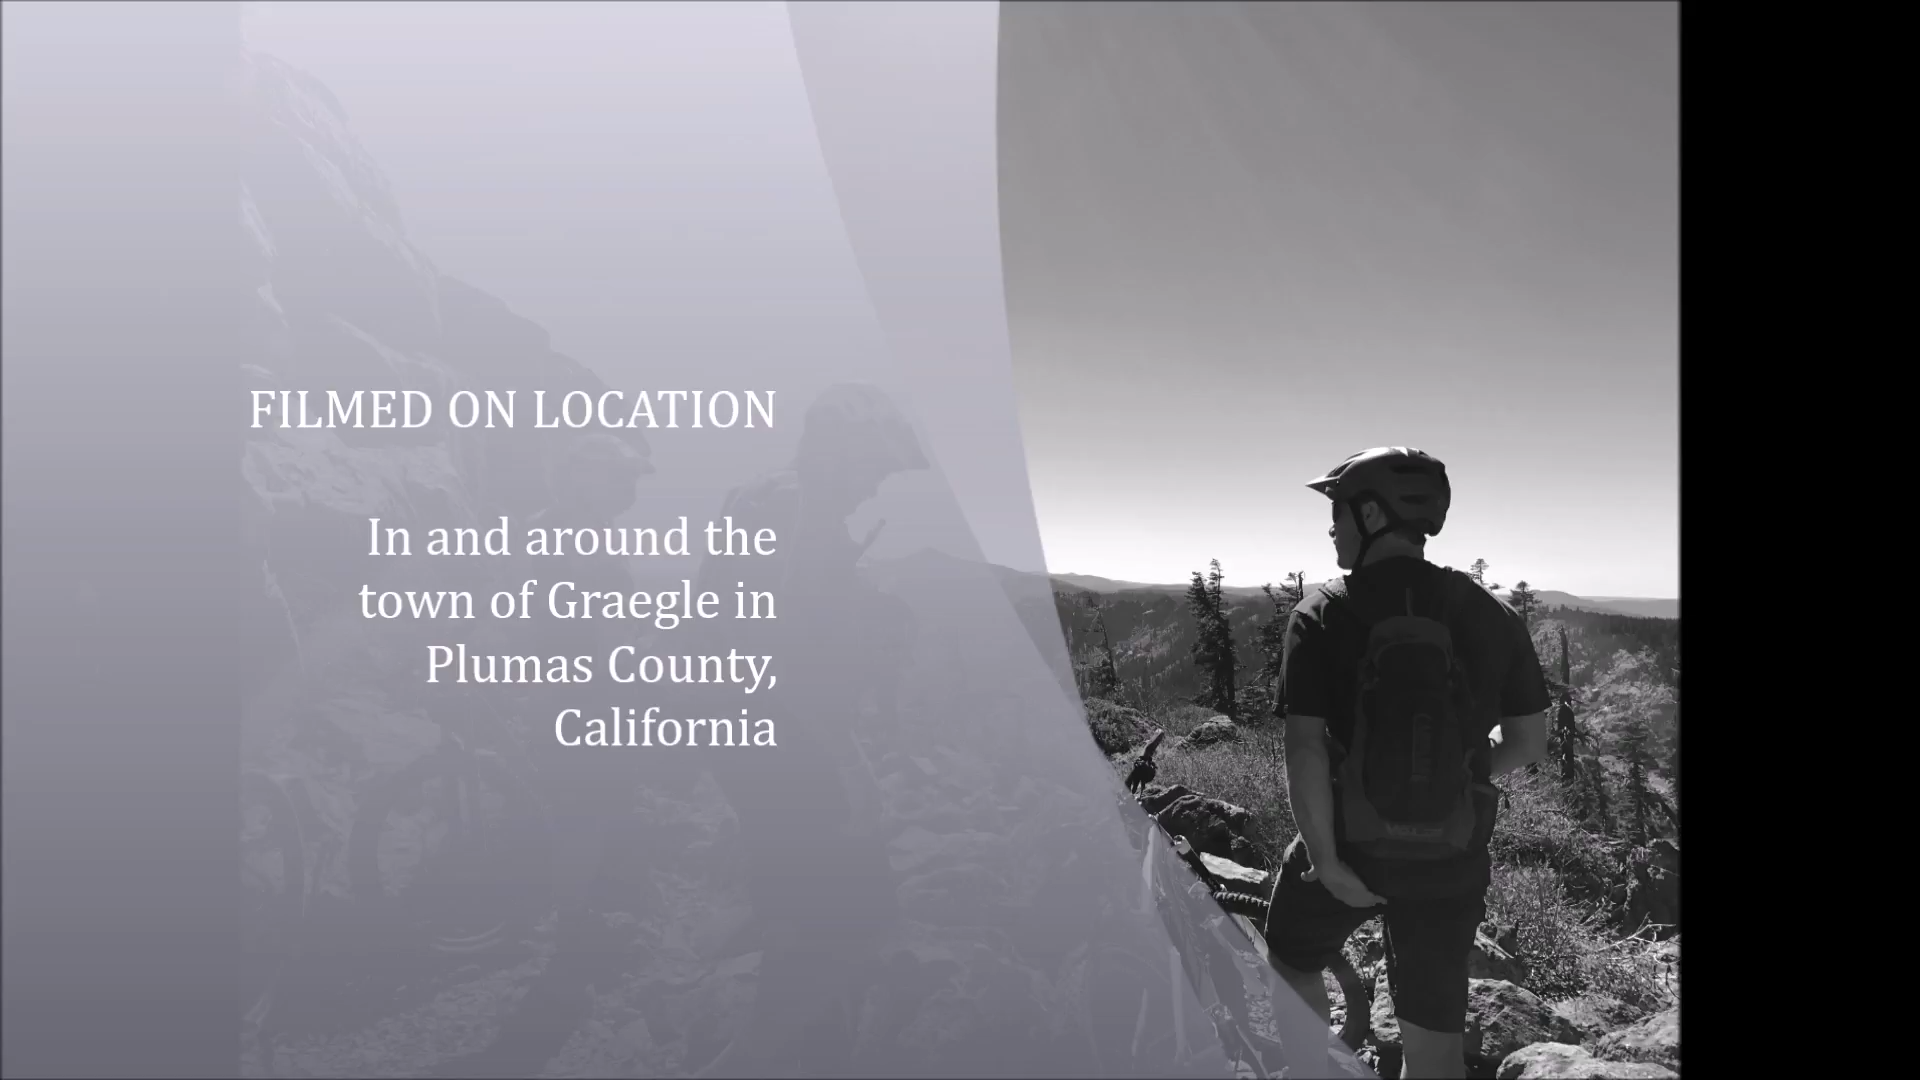 FILMED ON LOCATION
In and around the
town of Graegle in
Plumas County,
California